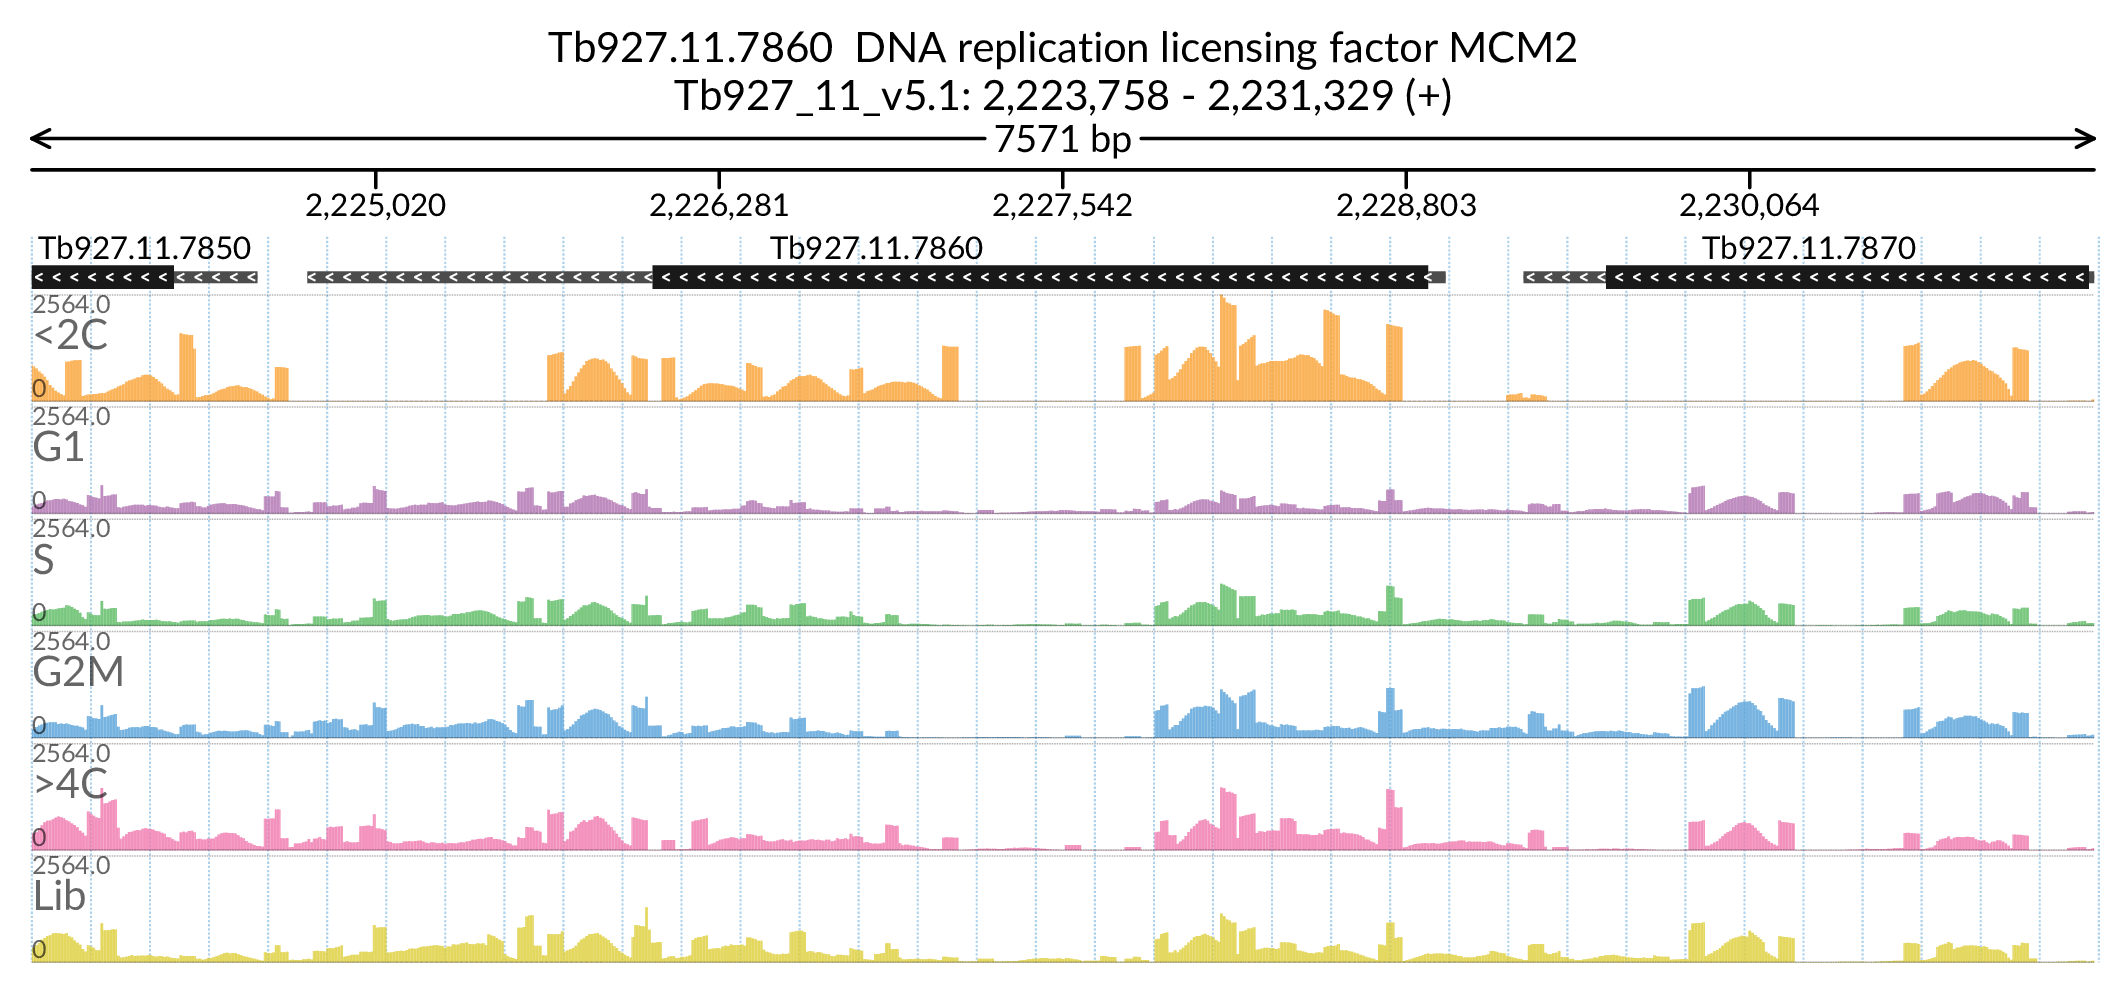 Tb927.11.7860  DNA replication licensing factor MCM2
Tb927_11_v5.1: 2,223,758 - 2,231,329 (+)
7571 bp
2,225,020 2,226,281 2,227,542 2,228,803 2,230,064
Tb927.11.7850 Tb927.11.7860 Tb927.11.7870
2564.0
<2C
0
2564.0
G1
0
2564.0
S
0
2564.0
G2M
0
2564.0
>4C
0
2564.0
Lib
0